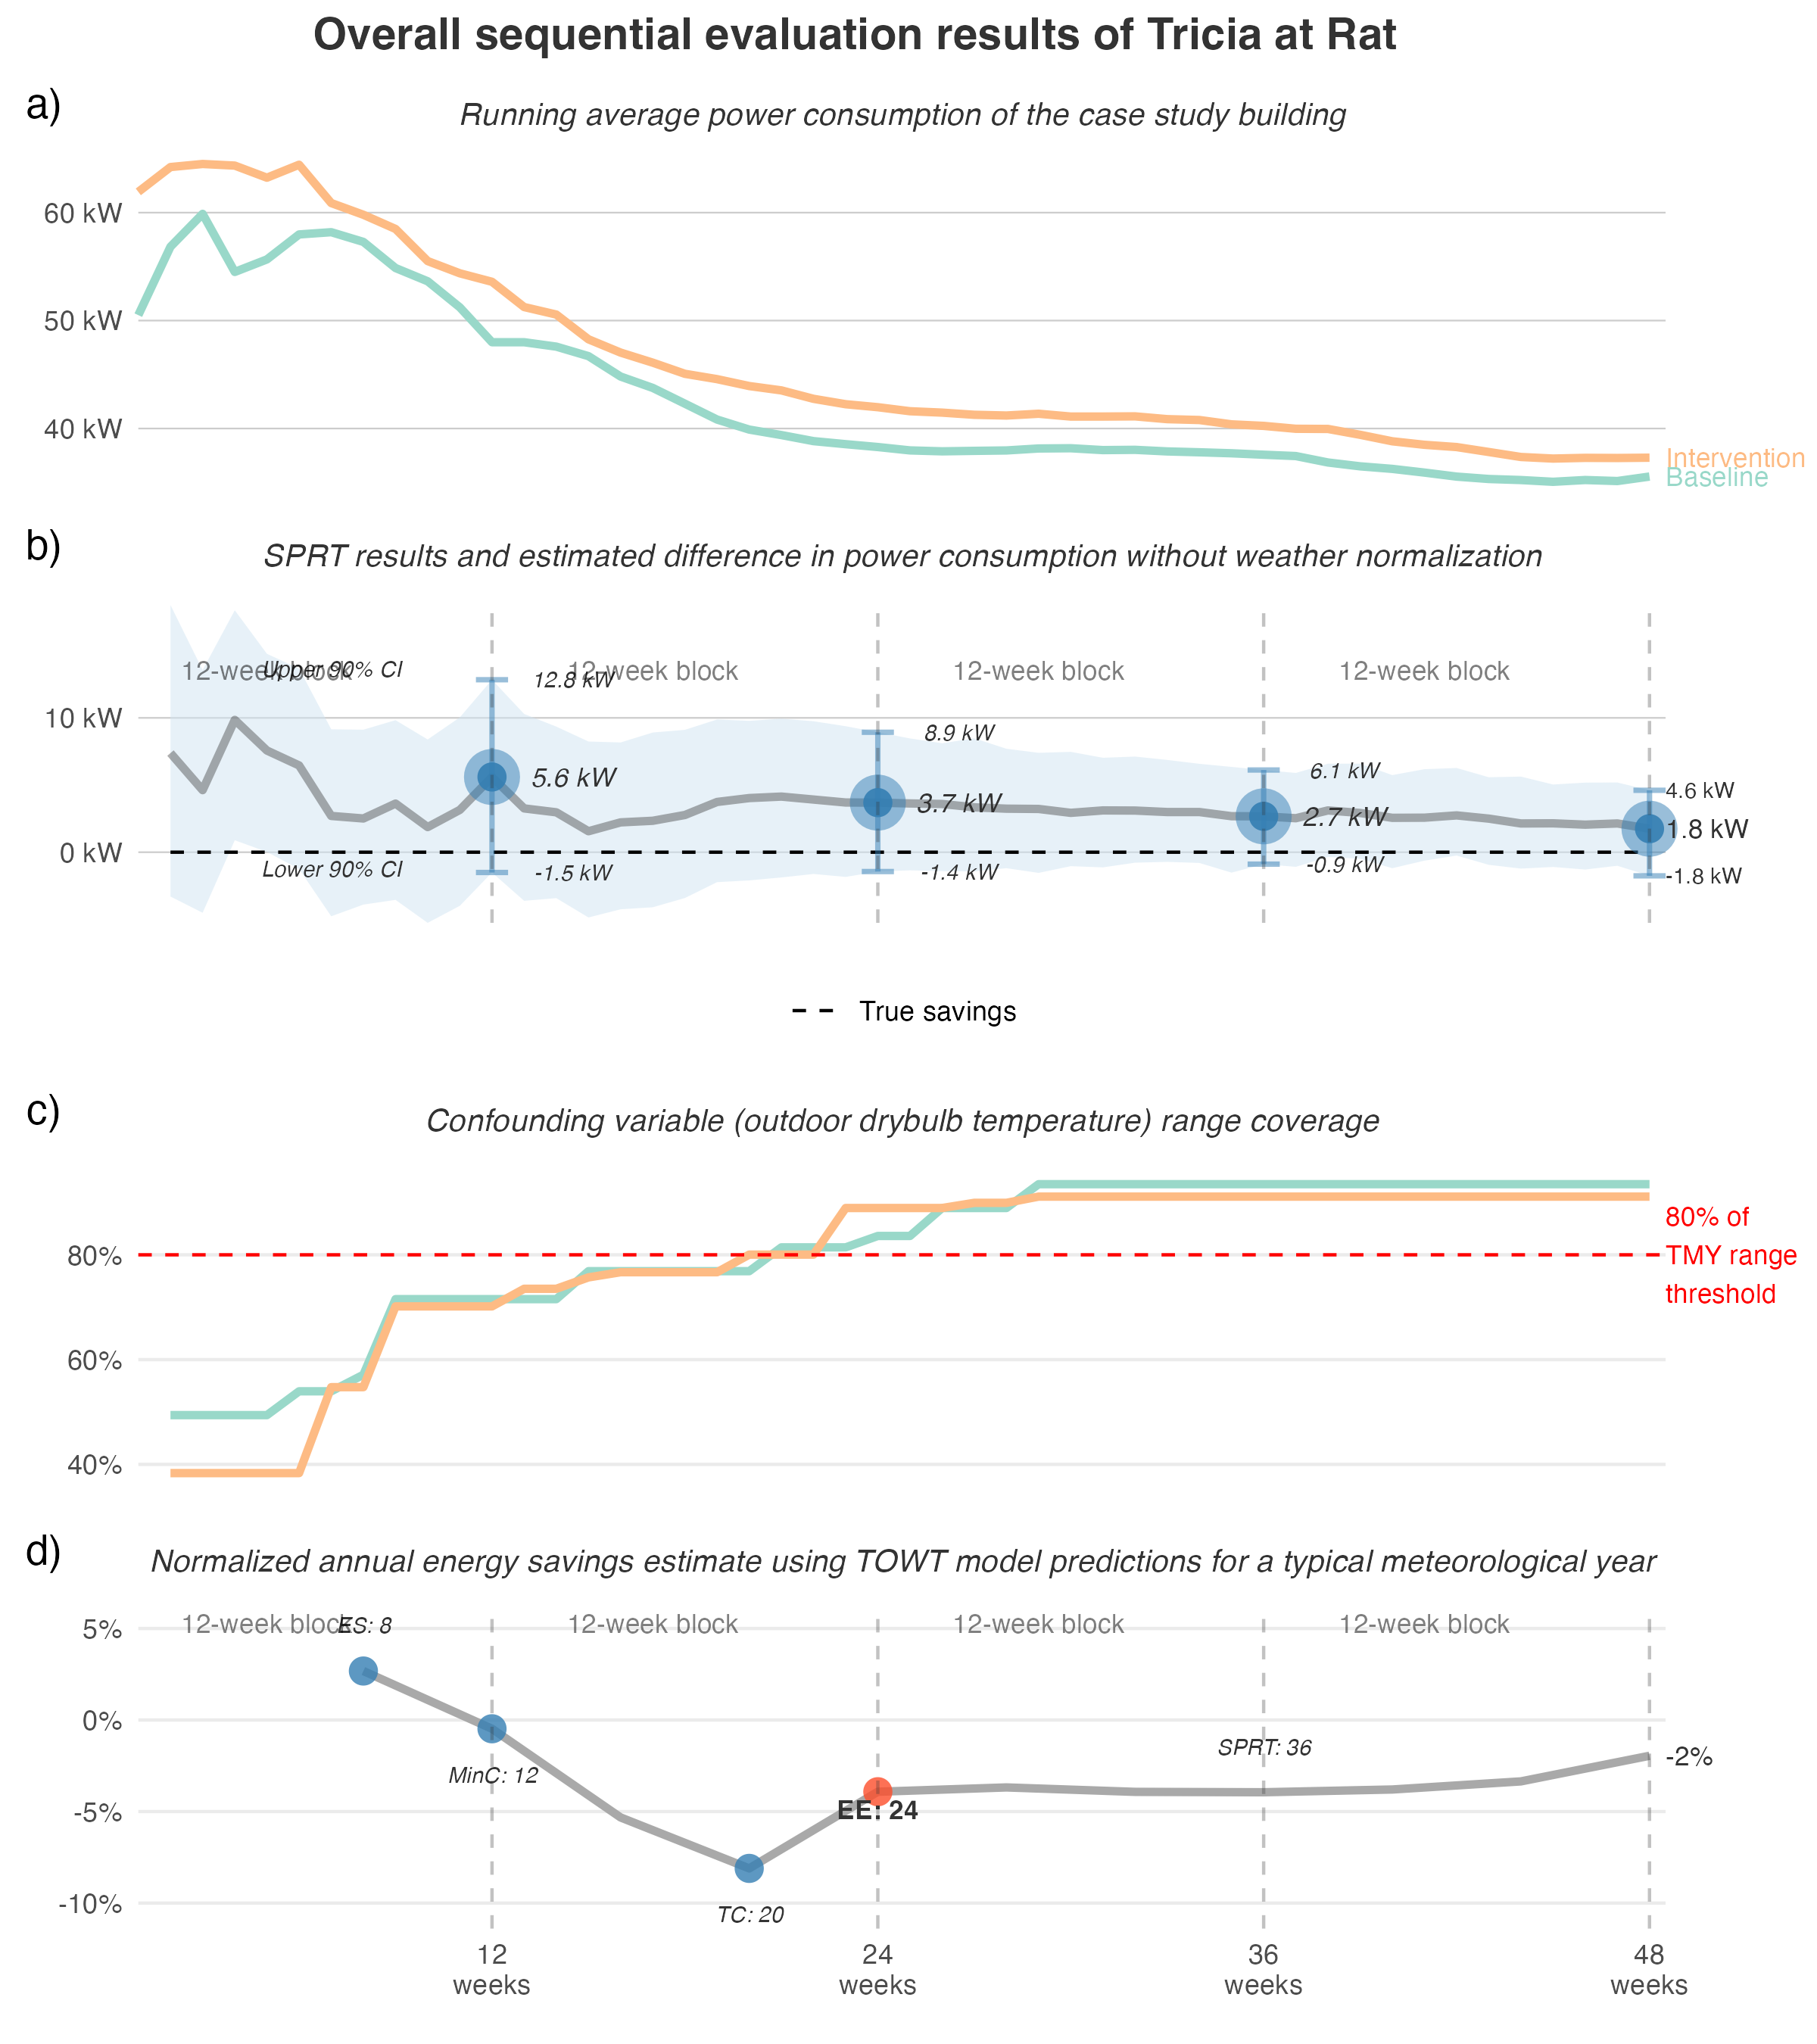 Overall sequential evaluation results of Tricia at Rat
a)
Running average power consumption of the case study building
60 kW
50 kW
40 kW
Intervention
Baseline
b)
SPRT results and estimated difference in power consumption without weather normalization
12-week block
Upper 90% CI
12-week block
12-week block
12-week block
12.8 kW
10 kW
8.9 kW
6.1 kW
4.6 kW
5.6 kW
3.7 kW
2.7 kW
1.8 kW
0 kW
Lower 90% CI
-1.5 kW
-1.4 kW
-0.9 kW
-1.8 kW
True savings
c)
Confounding variable (outdoor drybulb temperature) range coverage
80%
60%
40%
80% of
TMY range
threshold
d)
Normalized annual energy savings estimate using TOWT model predictions for a typical meteorological year
12-week block
ES: 8
12-week block
12-week block
12-week block
5%
0%
-5%
-10%
MinC: 12
SPRT: 36
-2%
EE: 24
TC: 20
12
weeks
24
weeks
36
weeks
48
weeks